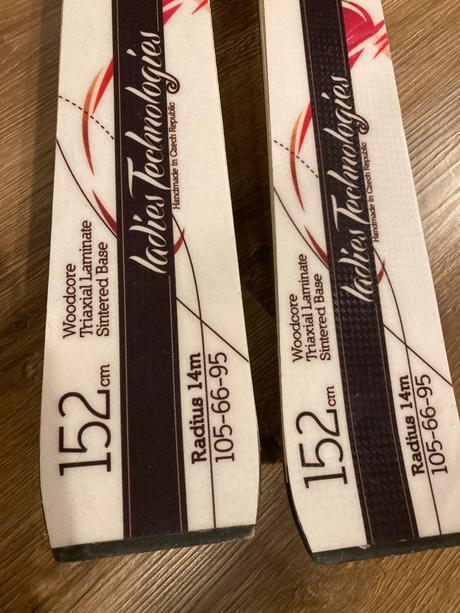 Ladies Technologies
Handmade in Czech Republic
Woodcore
Triaxial Laminate
Sintered Base
152cm
Radius 14m
105-66-95
Ladies Technologies
Handmade in Czech Republic
Woodcore
Triaxial Laminate
Sintered Base
152cm
Radius 14m
105-66-95